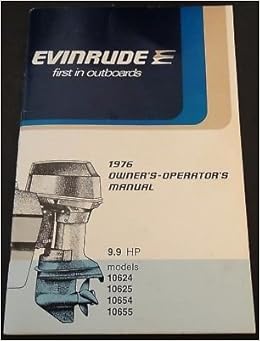 EVINRUDE
first in outboards
1976
OWNER'S-OPERATOR'S
MANUAL
9.9 HP
models
10624
10625
10654
10655